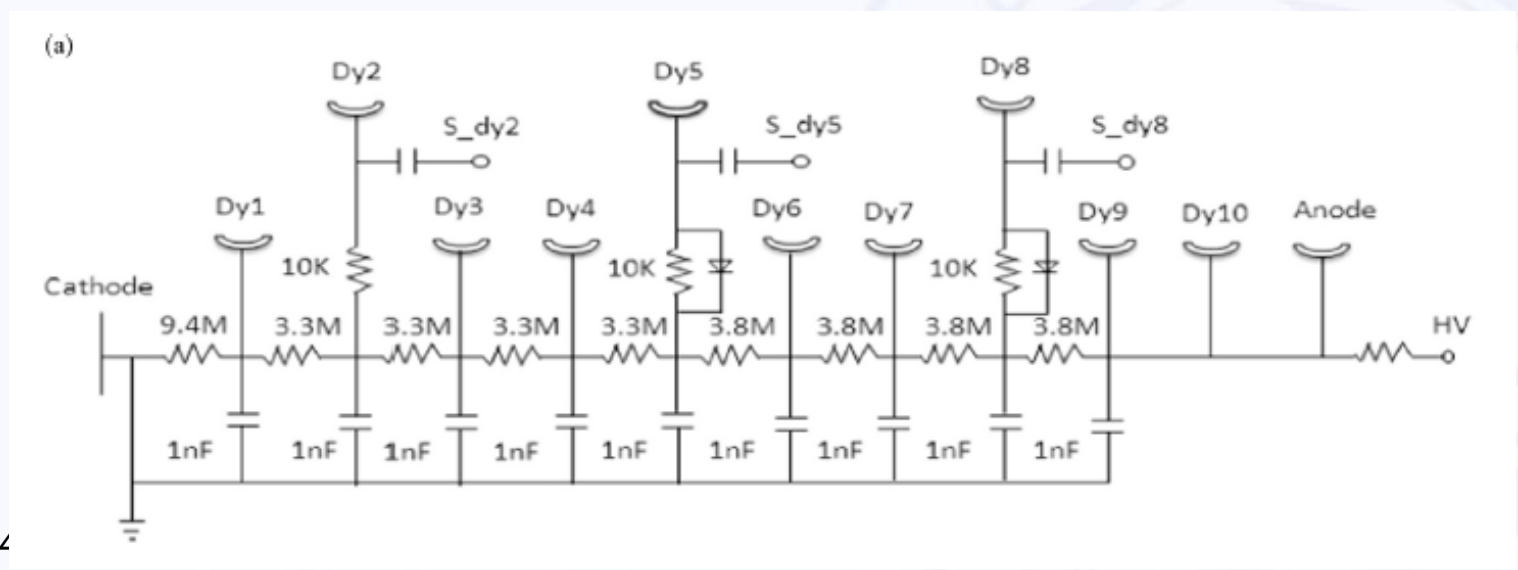 (a)
Dy2 Dy5 Dy8
S_dy2 S_dy5 S_dy8
Dy1 Dy3 Dy4 Dy6 Dy7 Dy9 Dy10 Anode
10K 10K 10K
Cathode
9.4M 3.3M 3.3M 3.3M 3.3M 3.8M 3.8M 3.8M 3.8M HV
1nF 1nF 1nF 1nF 1nF 1nF 1nF 1nF 1nF